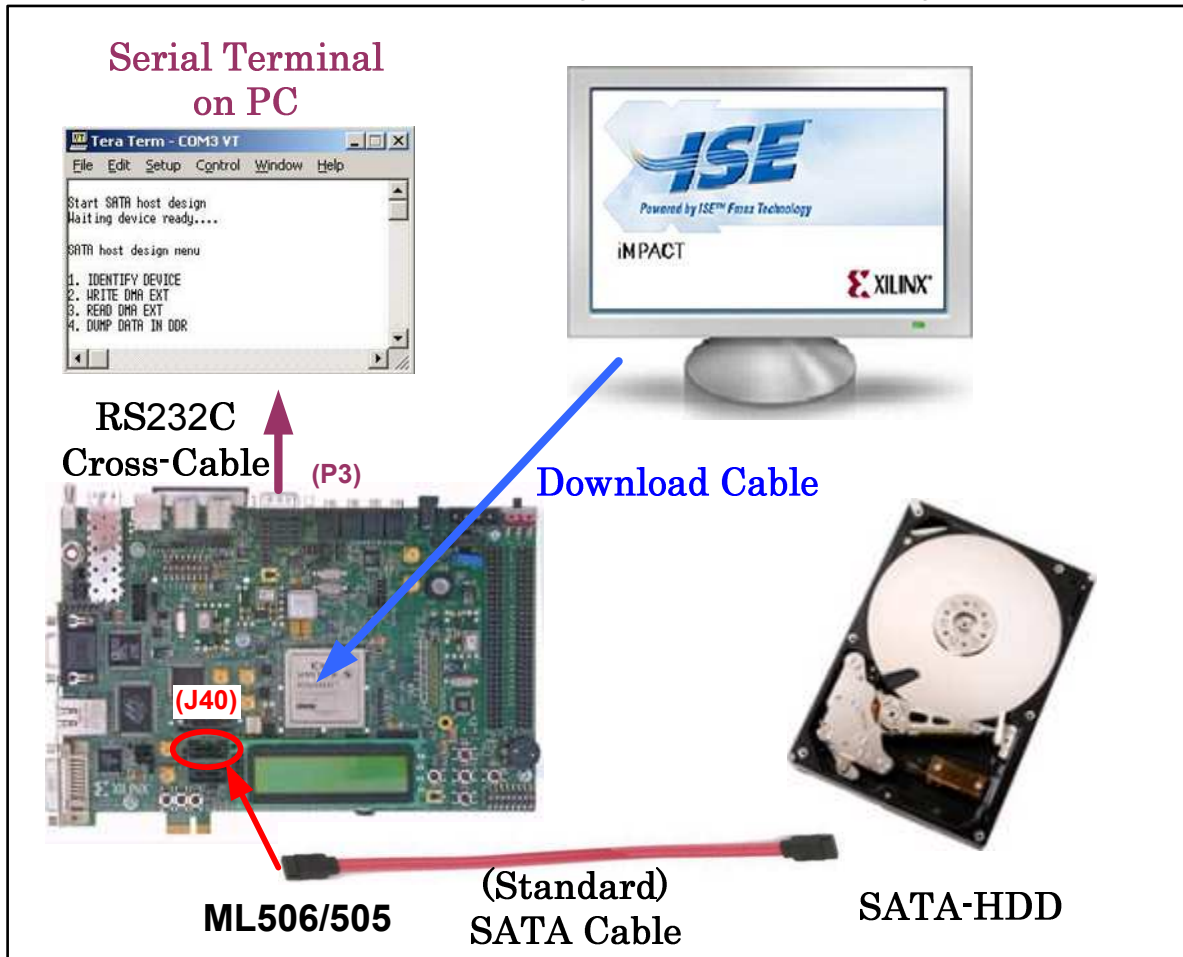 Serial Terminal
on PC
Tera Term - COM3 VT
File Edit Setup Control Window Help
Start SATA host design
Waiting device ready....
SATA host design menu
1. IDENTIFY DEVICE
2. WRITE DMA EXT
3. READ DMA EXT
4. DUMP DATA IN DDR
ISE
Powered by ISE™ Fmax Technology
iMPACT
XILINX®
RS232C
Cross-Cable
(P3)
Download Cable
(J40)
XILINX
(Standard)
SATA Cable
ML506/505
SATA-HDD